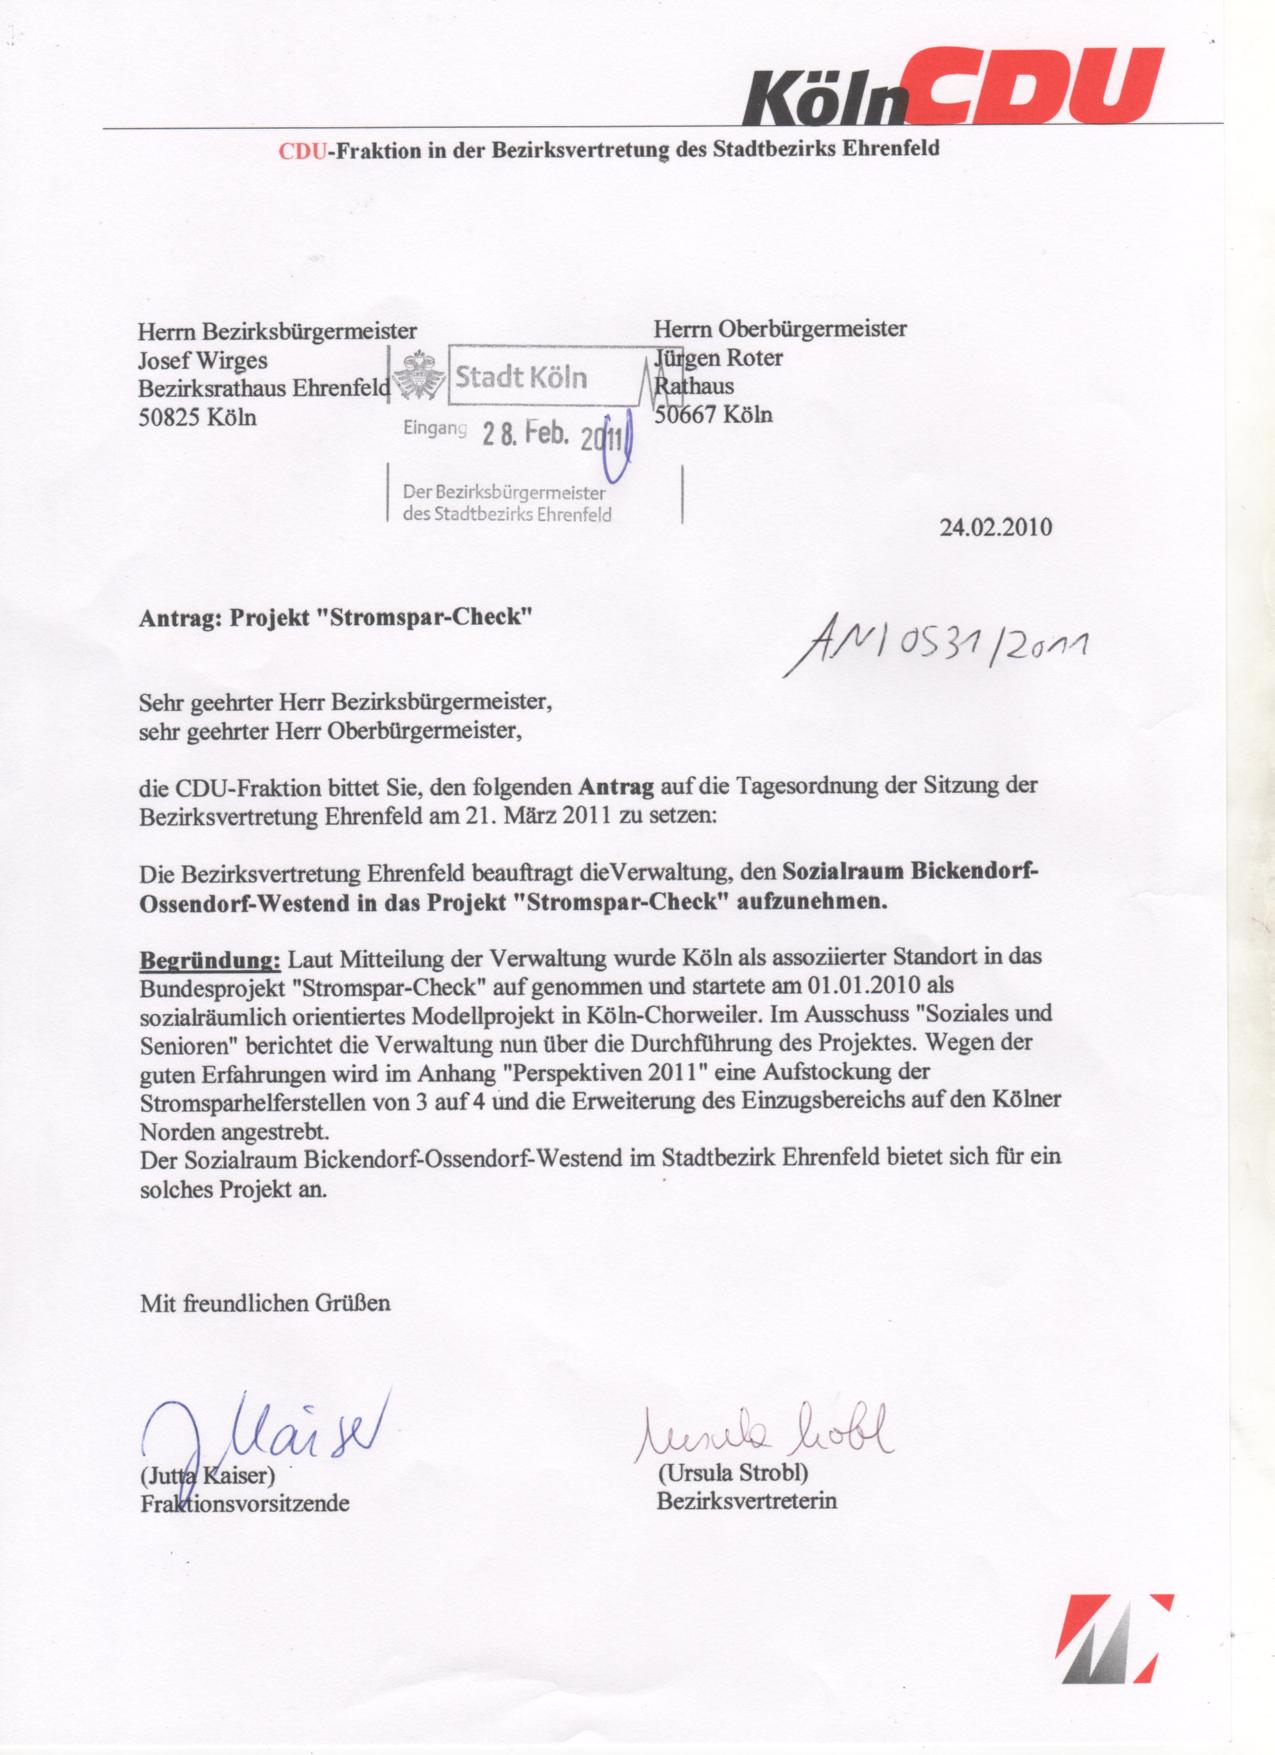 KölnCDU
CDU-Fraktion in der Bezirksvertretung des Stadtbezirks Ehrenfeld
Herrn Bezirksbürgermeister
Josef Wirges
Bezirksrathaus Ehrenfeld
50825 Köln
Herrn Oberbürgermeister
Jürgen Roter
Rathaus
50667 Köln
Stadt Köln
Eingang 28. Feb. 2011
Der Bezirksbürgermeister
des Stadtbezirks Ehrenfeld
24.02.2010
Antrag: Projekt "Stromspar-Check"
AN/0531/2011
Sehr geehrter Herr Bezirksbürgermeister,
sehr geehrter Herr Oberbürgermeister,
die CDU-Fraktion bittet Sie, den folgenden Antrag auf die Tagesordnung der Sitzung der
Bezirksvertretung Ehrenfeld am 21. März 2011 zu setzen:
Die Bezirksvertretung Ehrenfeld beauftragt dieVerwaltung, den Sozialraum Bickendorf-
Ossendorf-Westend in das Projekt "Stromspar-Check" aufzunehmen.
Begründung: Laut Mitteilung der Verwaltung wurde Köln als assoziierter Standort in das
Bundesprojekt "Stromspar-Check" auf genommen und startete am 01.01.2010 als
sozialräumlich orientiertes Modellprojekt in Köln-Chorweiler. Im Ausschuss "Soziales und
Senioren" berichtet die Verwaltung nun über die Durchführung des Projektes. Wegen der
guten Erfahrungen wird im Anhang "Perspektiven 2011" eine Aufstockung der
Stromsparhelferstellen von 3 auf 4 und die Erweiterung des Einzugsbereichs auf den Kölner
Norden angestrebt.
Der Sozialraum Bickendorf-Ossendorf-Westend im Stadtbezirk Ehrenfeld bietet sich für ein
solches Projekt an.
Mit freundlichen Grüßen
J. Kaiser
(Jutta Kaiser)
Fraktionsvorsitzende
Ursula Strobl
(Ursula Strobl)
Bezirksvertreterin